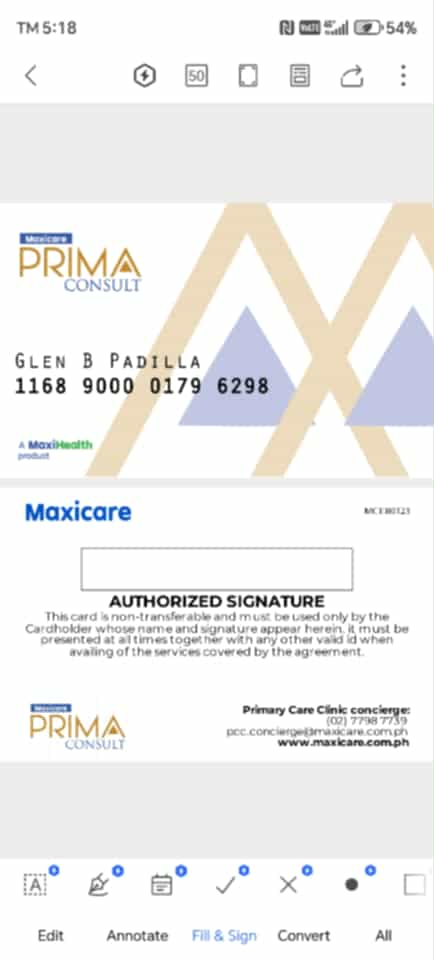 TM 5:18
54%
50
Maxicare
PRIMA
CONSULT
GLEN B PADILLA
1168 9000 0179 6298
A MaxiHealth
product
Maxicare
AUTHORIZED SIGNATURE
This card is non-transferable and must be used only by the
Cardholder whose name and signature appear herein. it must be
presented at all times together with any other valid id when
availing of the services covered by the agreement.
Maxicare
PRIMA
CONSULT
Primary Care Clinic concierge:
(02) 7798 7739
pcc.concierge@maxicare.com.ph
www.maxicare.com.ph
A
Edit Annotate Fill & Sign Convert All